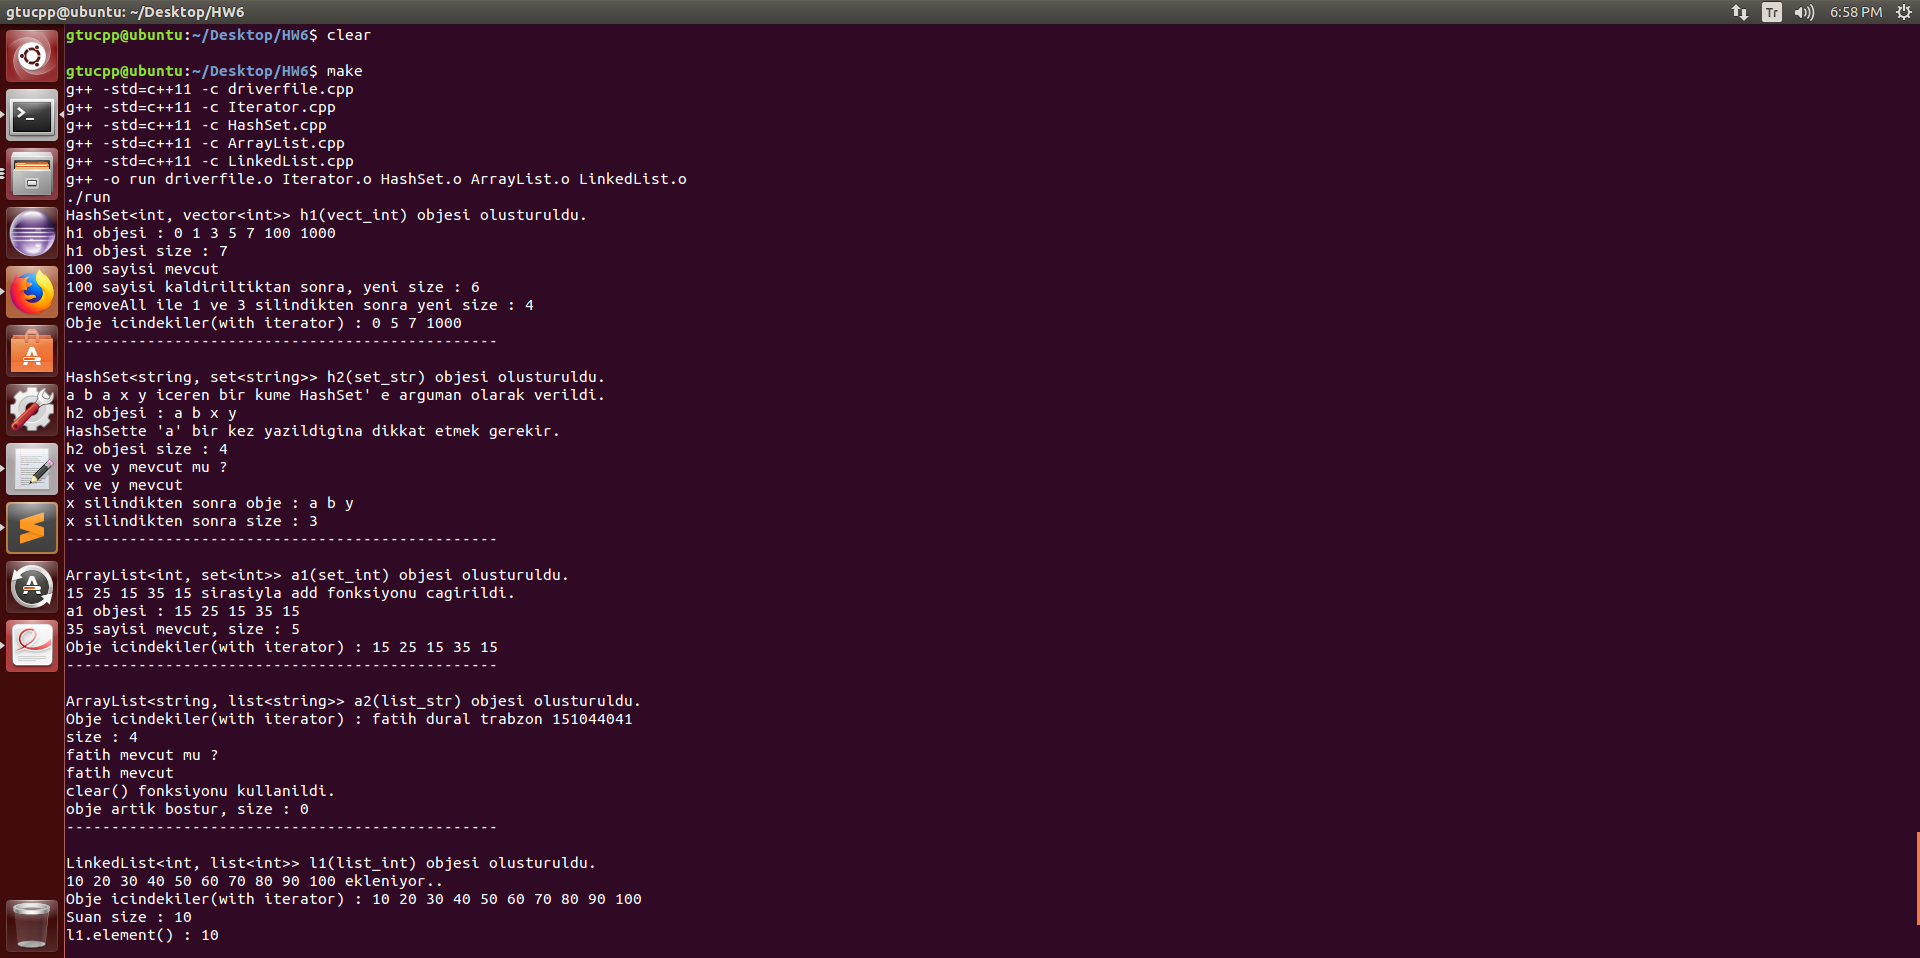 gtucpp@ubuntu: ~/Desktop/HW6
Tr
6:58 PM
gtucpp@ubuntu:~/Desktop/HW6$ clear
gtucpp@ubuntu:~/Desktop/HW6$ make
g++ -std=c++11 -c driverfile.cpp
g++ -std=c++11 -c Iterator.cpp
g++ -std=c++11 -c HashSet.cpp
g++ -std=c++11 -c ArrayList.cpp
g++ -std=c++11 -c LinkedList.cpp
g++ -o run driverfile.o Iterator.o HashSet.o ArrayList.o LinkedList.o
./run
HashSet<int, vector<int>> h1(vect_int) objesi olusturuldu.
h1 objesi : 0 1 3 5 7 100 1000
h1 objesi size : 7
100 sayisi mevcut
100 sayisi kaldiriltiktan sonra, yeni size : 6
removeAll ile 1 ve 3 silindikten sonra yeni size : 4
Obje icindekiler(with iterator) : 0 5 7 1000
------------------------------------------------
HashSet<string, set<string>> h2(set_str) objesi olusturuldu.
a b a x y iceren bir kume HashSet' e arguman olarak verildi.
h2 objesi : a b x y
HashSette 'a' bir kez yazildigina dikkat etmek gerekir.
h2 objesi size : 4
x ve y mevcut mu ?
x ve y mevcut
x silindikten sonra obje : a b y
x silindikten sonra size : 3
------------------------------------------------
ArrayList<int, set<int>> a1(set_int) objesi olusturuldu.
15 25 15 35 15 sirasiyla add fonksiyonu cagirildi.
a1 objesi : 15 25 15 35 15
35 sayisi mevcut, size : 5
Obje icindekiler(with iterator) : 15 25 15 35 15
------------------------------------------------
ArrayList<string, list<string>> a2(list_str) objesi olusturuldu.
Obje icindekiler(with iterator) : fatih dural trabzon 151044041
size : 4
fatih mevcut mu ?
fatih mevcut
clear() fonksiyonu kullanildi.
obje artik bostur, size : 0
------------------------------------------------
LinkedList<int, list<int>> l1(list_int) objesi olusturuldu.
10 20 30 40 50 60 70 80 90 100 ekleniyor..
Obje icindekiler(with iterator) : 10 20 30 40 50 60 70 80 90 100
Suan size : 10
l1.element() : 10